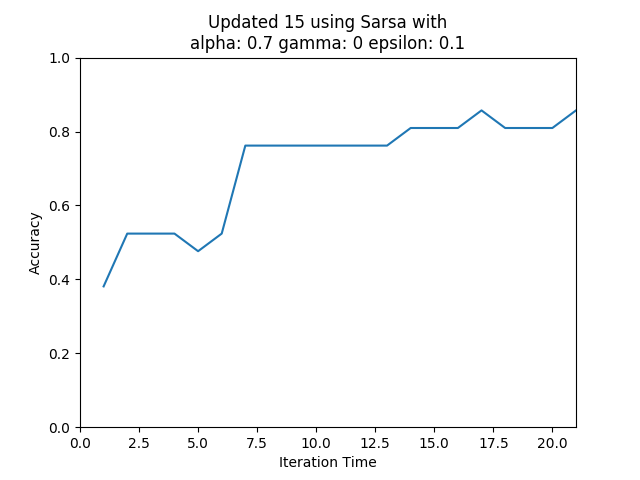 Updated 15 using Sarsa with
alpha: 0.7 gamma: 0 epsilon: 0.1
1.0
0.8
0.6
0.4
0.2
0.0
Accuracy
0.0 2.5 5.0 7.5 10.0 12.5 15.0 17.5 20.0
Iteration Time